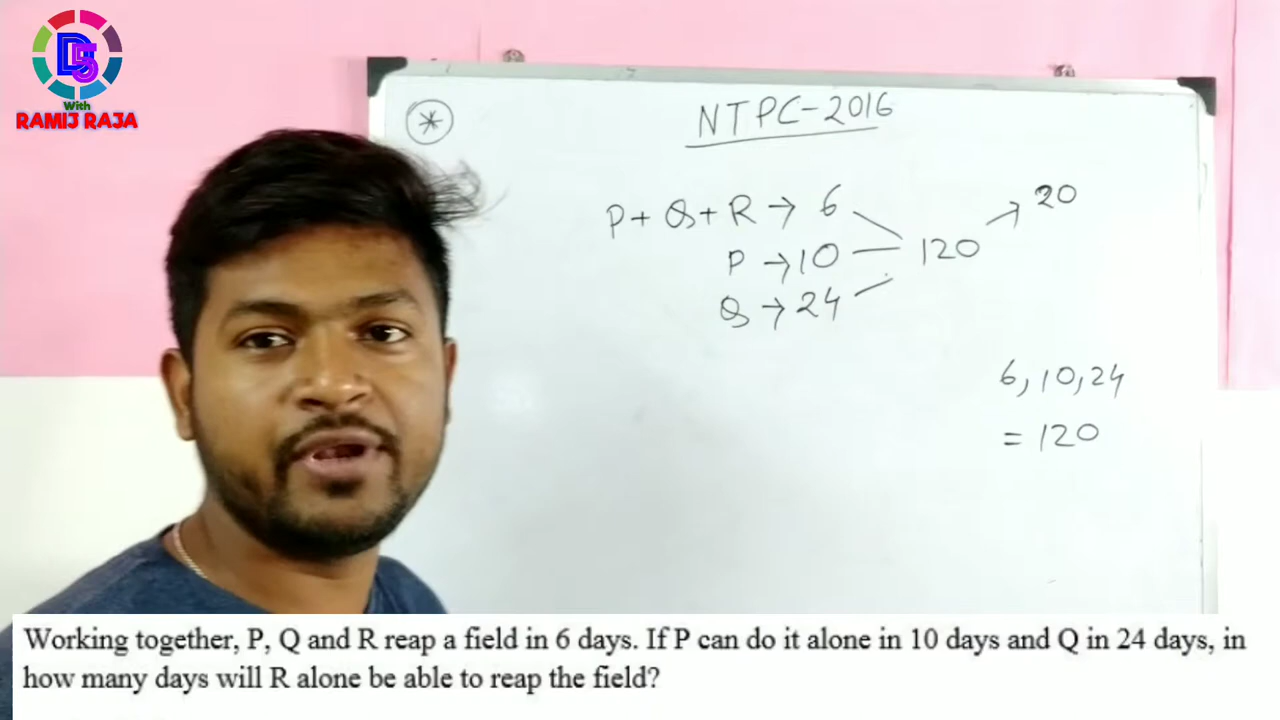 D5
With
RAMIJ RAJA
NTPC-2016
P+ Q+ R → 6
20
P → 10
120
Q → 24
6, 10, 24
= 120
Working together, P, Q and R reap a field in 6 days. If P can do it alone in 10 days and Q in 24 days, in
how many days will R alone be able to reap the field?